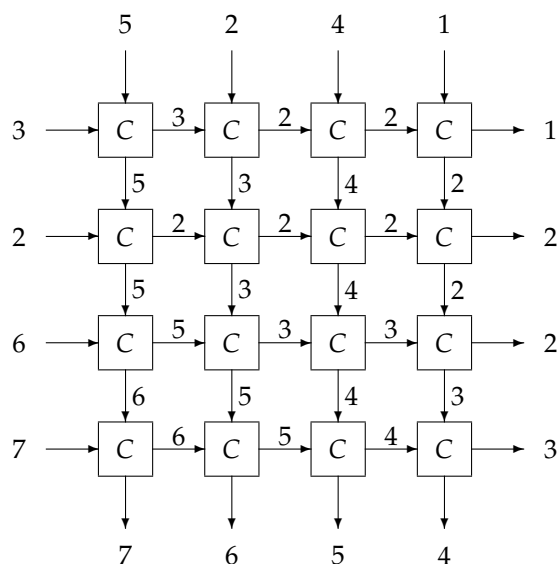 5 2 4 1
3 C 3 C 2 C 2 C 1
5 3 4 2
2 C 2 C 2 C 2 C 2
5 3 4 2
6 C 5 C 3 C 3 C 2
6 5 4 3
7 C 6 C 5 C 4 C 3
7 6 5 4